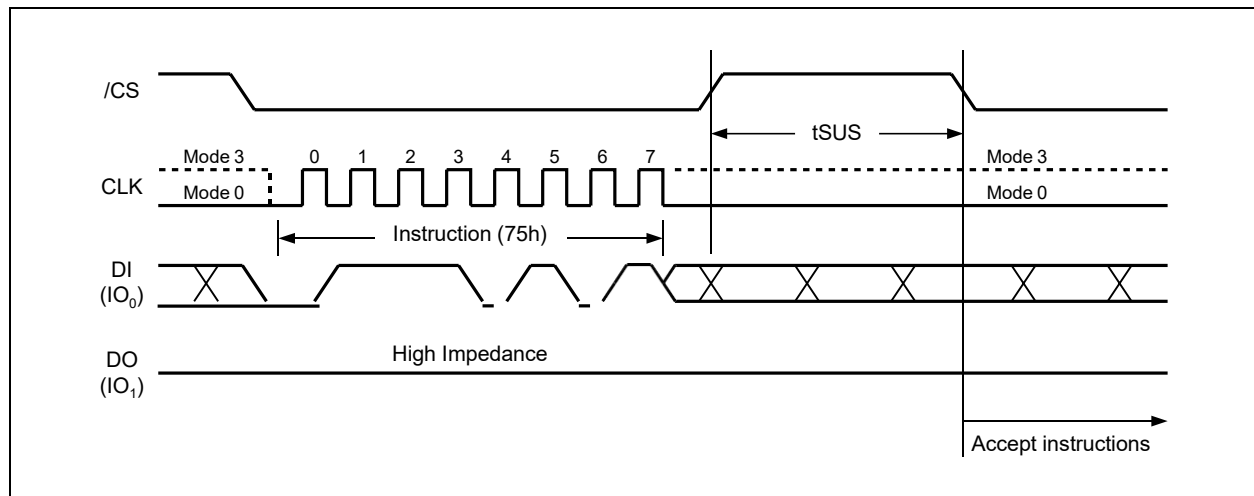 /CS
tSUS
Mode 3 0 1 2 3 4 5 6 7 Mode 3
CLK
Mode 0 Mode 0
Instruction (75h)
DI
(IO0)
High Impedance
DO
(IO1)
Accept instructions